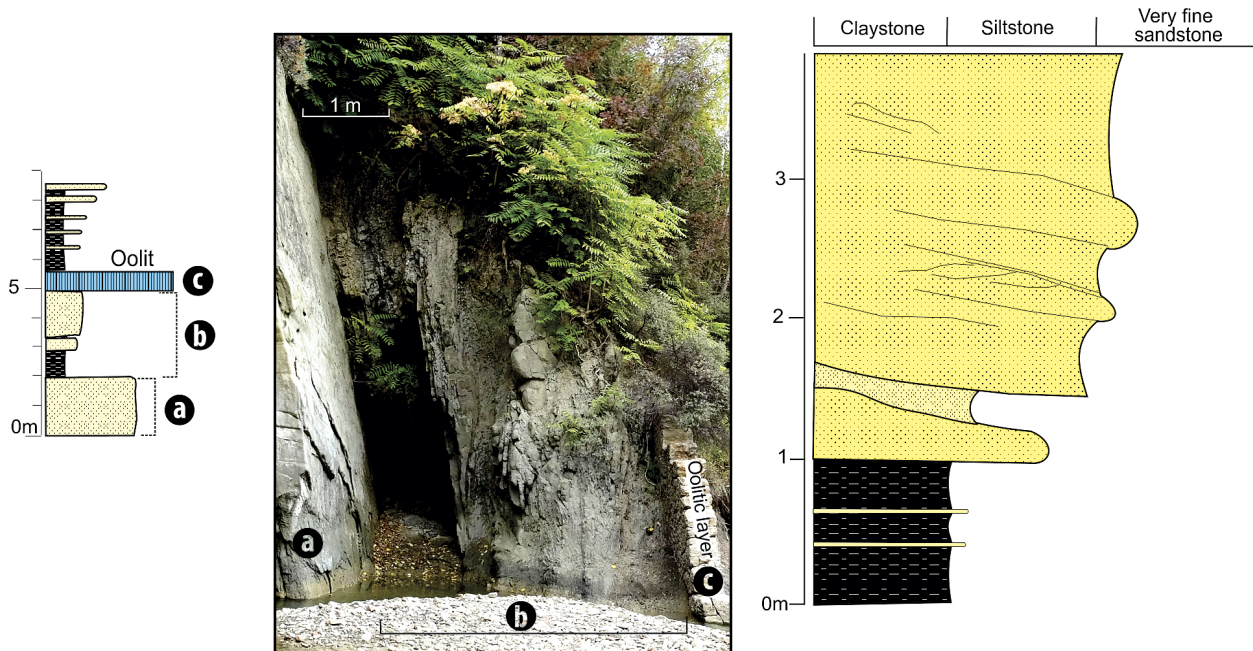 Oolit
c
5
b
a
0m
1 m
a
b
Oolitic layer
c
Claystone
Siltstone
Very fine
sandstone
3
2
1
0m